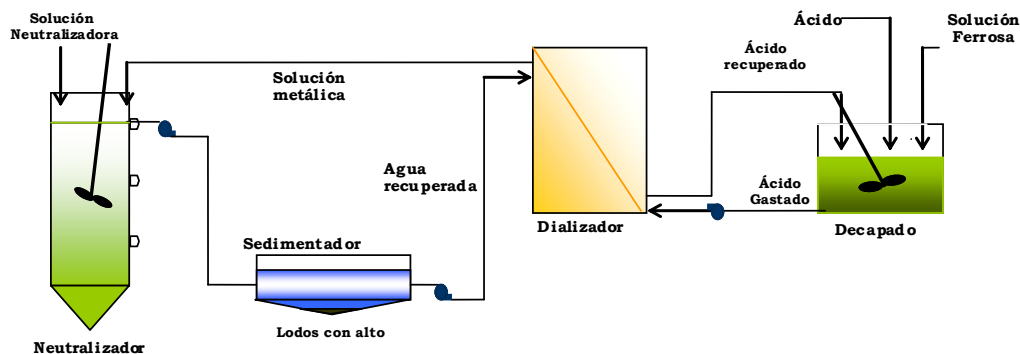 Solución
Neutralizadora
Ácido
Solución
Ferrosa
Ácido
recuperado
Solución
metálica
Agua
recuperada
Ácido
Gastado
Dializador
Decapado
Sedimentador
Lodos con alto
Neutralizador